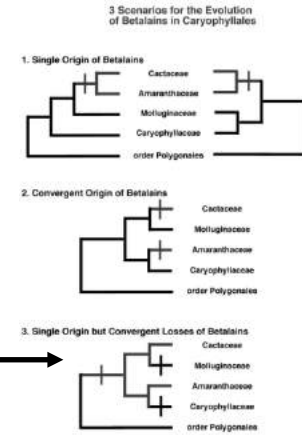 3 Scenarios for the Evolution
of Betalains in Caryophyllales
1. Single Origin of Betalains
Cactaceae
Amaranthaceae
Molluginaceae
Caryophyllaceae
order Polygonales
2. Convergent Origin of Betalains
Cactaceae
Molluginaceae
Amaranthaceae
Caryophyllaceae
order Polygonales
3. Single Origin but Convergent Losses of Betalains
Cactaceae
Molluginaceae
Amaranthaceae
Caryophyllaceae
order Polygonales